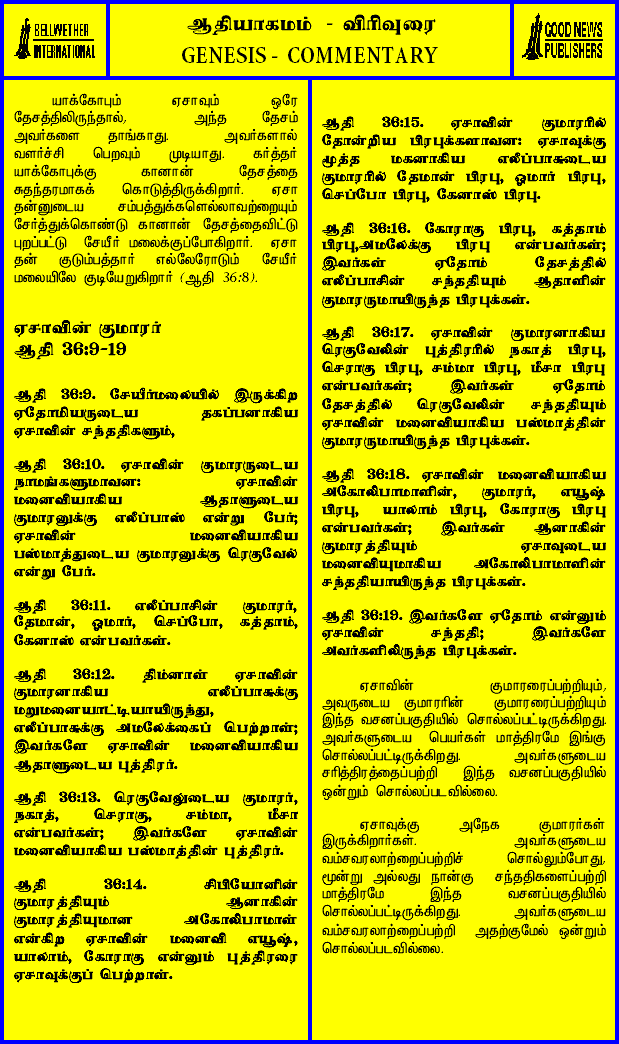 BELLWETHER
INTERNATIONAL
ஆதியாகமம் - விரிவுரை
GENESIS - COMMENTARY
GOOD NEWS
PUBLISHERS
யாக்கோபும் ஏசாவும் ஒரே
தேசத்திலிருந்தால், அந்த தேசம்
அவர்களை தாங்காது. அவர்களால்
வளர்ச்சி பெறவும் முடியாது. கர்த்தர்
யாக்கோபுக்கு கானான் தேசத்தை
சுதந்தரமாகக் கொடுத்திருக்கிறார். ஏசா
தன்னுடைய சம்பத்துக்களெல்லாவற்றையும்
சேர்த்துக்கொண்டு கானான் தேசத்தைவிட்டு
புறப்பட்டு சேயீர் மலைக்குப்போகிறார். ஏசா
தன் குடும்பத்தார் எல்லேரோடும் சேயீர்
மலையிலே குடியேறுகிறார் (ஆதி 36:8).
ஏசாவின் குமாரர்
ஆதி 36:9-19
ஆதி 36:9. சேயீர்மலையில் இருக்கிற
ஏதோமியருடைய தகப்பனாகிய
ஏசாவின் சந்ததிகளும்,
ஆதி 36:10. ஏசாவின் குமாரருடைய
நாமங்களுமாவன: ஏசாவின்
மனைவியாகிய ஆதாளுடைய
குமாரனுக்கு எலீப்பாஸ் என்று பேர்;
ஏசாவின் மனைவியாகிய
பஸ்மாத்துடைய குமாரனுக்கு ரெகுவேல்
என்று பேர்.
ஆதி 36:11. எலீப்பாசின் குமாரர்,
தேமான், ஓமார், செப்போ, கத்தாம்,
கேனாஸ் என்பவர்கள்.
ஆதி 36:12. திம்னாள் ஏசாவின்
குமாரனாகிய எலீப்பாசுக்கு
மறுமனையாட்டியாயிருந்து,
எலீப்பாசுக்கு அமலேக்கைப் பெற்றாள்;
இவர்களே ஏசாவின் மனைவியாகிய
ஆதாளுடைய புத்திரர்.
ஆதி 36:13. ரெகுவேலுடைய குமாரர்,
நகாத், செராகு, சம்மா, மீசா
என்பவர்கள்; இவர்களே ஏசாவின்
மனைவியாகிய பஸ்மாத்தின் புத்திரர்.
ஆதி 36:14. சிபியோனின்
குமாரத்தியும் ஆனாகின்
குமாரத்தியுமான அகோலிபாமாள்
என்கிற ஏசாவின் மனைவி எயூஷ்,
யாலாம், கோராகு என்னும் புத்திரரை
ஏசாவுக்குப் பெற்றாள்.
ஆதி 36:15. ஏசாவின் குமாரரில்
தோன்றிய பிரபுக்களாவன: ஏசாவுக்கு
மூத்த மகனாகிய எலீப்பாசுடைய
குமாரரில் தேமான் பிரபு, ஓமார் பிரபு,
செப்போ பிரபு, கேனாஸ் பிரபு.
ஆதி 36:16. கோராகு பிரபு, கத்தாம்
பிரபு,அமலேக்கு பிரபு என்பவர்கள்;
இவர்கள் ஏதோம் தேசத்தில்
எலீப்பாசின் சந்ததியும் ஆதாளின்
குமாரருமாயிருந்த பிரபுக்கள்.
ஆதி 36:17. ஏசாவின் குமாரனாகிய
ரெகுவேலின் புத்திரரில் நகாத் பிரபு,
செராகு பிரபு, சம்மா பிரபு, மீசா பிரபு
என்பவர்கள்; இவர்கள் ஏதோம்
தேசத்தில் ரெகுவேலின் சந்ததியும்
ஏசாவின் மனைவியாகிய பஸ்மாத்தின்
குமாரருமாயிருந்த பிரபுக்கள்.
ஆதி 36:18. ஏசாவின் மனைவியாகிய
அகோலிபாமாளின், குமாரர், எயூஷ்
பிரபு, யாலாம் பிரபு, கோராகு பிரபு
என்பவர்கள்; இவர்கள் ஆனாகின்
குமாரத்தியும் ஏசாவுடைய
மனைவியுமாகிய அகோலிபாமாளின்
சந்ததியாயிருந்த பிரபுக்கள்.
ஆதி 36:19. இவர்களே ஏதோம் என்னும்
ஏசாவின் சந்ததி; இவர்களே
அவர்களிலிருந்த பிரபுக்கள்.
ஏசாவின் குமாரரைப்பற்றியும்,
அவருடைய குமாரரின் குமாரரைப்பற்றியும்
இந்த வசனப்பகுதியில் சொல்லப்பட்டிருக்கிறது.
அவர்களுடைய பெயர்கள் மாத்திரமே இங்கு
சொல்லப்பட்டிருக்கிறது. அவர்களுடைய
சரித்திரத்தைப்பற்றி இந்த வசனப்பகுதியில்
ஒன்றும் சொல்லப்படவில்லை.
ஏசாவுக்கு அநேக குமாரர்கள்
இருக்கிறார்கள். அவர்களுடைய
வம்சவரலாற்றைப்பற்றிச் சொல்லும்போது,
மூன்று அல்லது நான்கு சந்ததிகளைப்பற்றி
மாத்திரமே இந்த வசனப்பகுதியில்
சொல்லப்பட்டிருக்கிறது. அவர்களுடைய
வம்சவரலாற்றைப்பற்றி அதற்குமேல் ஒன்றும்
சொல்லப்படவில்லை.